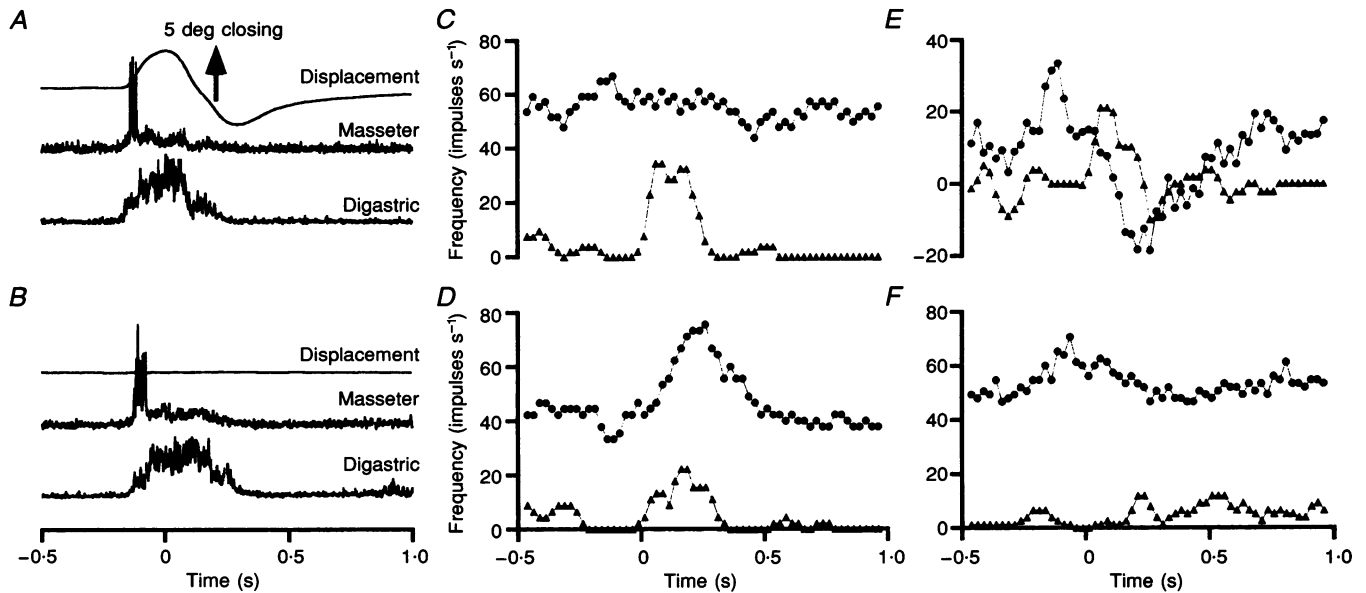 A
5 deg closing
Displacement
Masseter
Digastric
B
Displacement
Masseter
Digastric
−0·5 0 0·5 1·0
Time (s)
C
Frequency (impulses s⁻¹)
80
60
40
20
0
D
Frequency (impulses s⁻¹)
80
60
40
20
0
−0·5 0 0·5 1·0
Time (s)
E
40
20
0
−20
F
80
60
40
20
0
−0·5 0 0·5 1·0
Time (s)